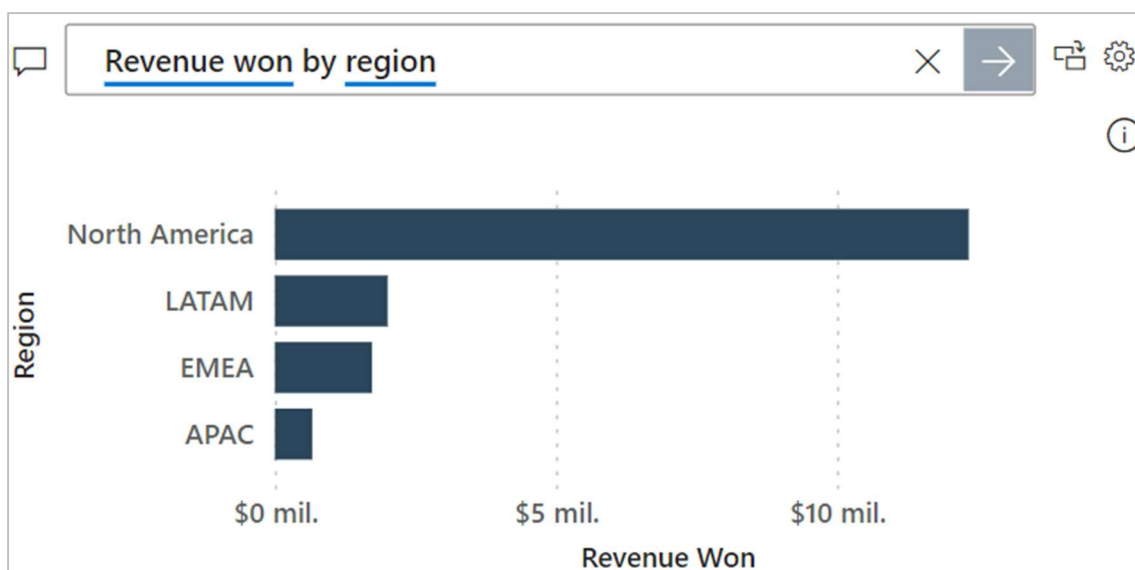 Revenue won by region
North America
LATAM
EMEA
APAC
Region
$0 mil.
$5 mil.
$10 mil.
Revenue Won